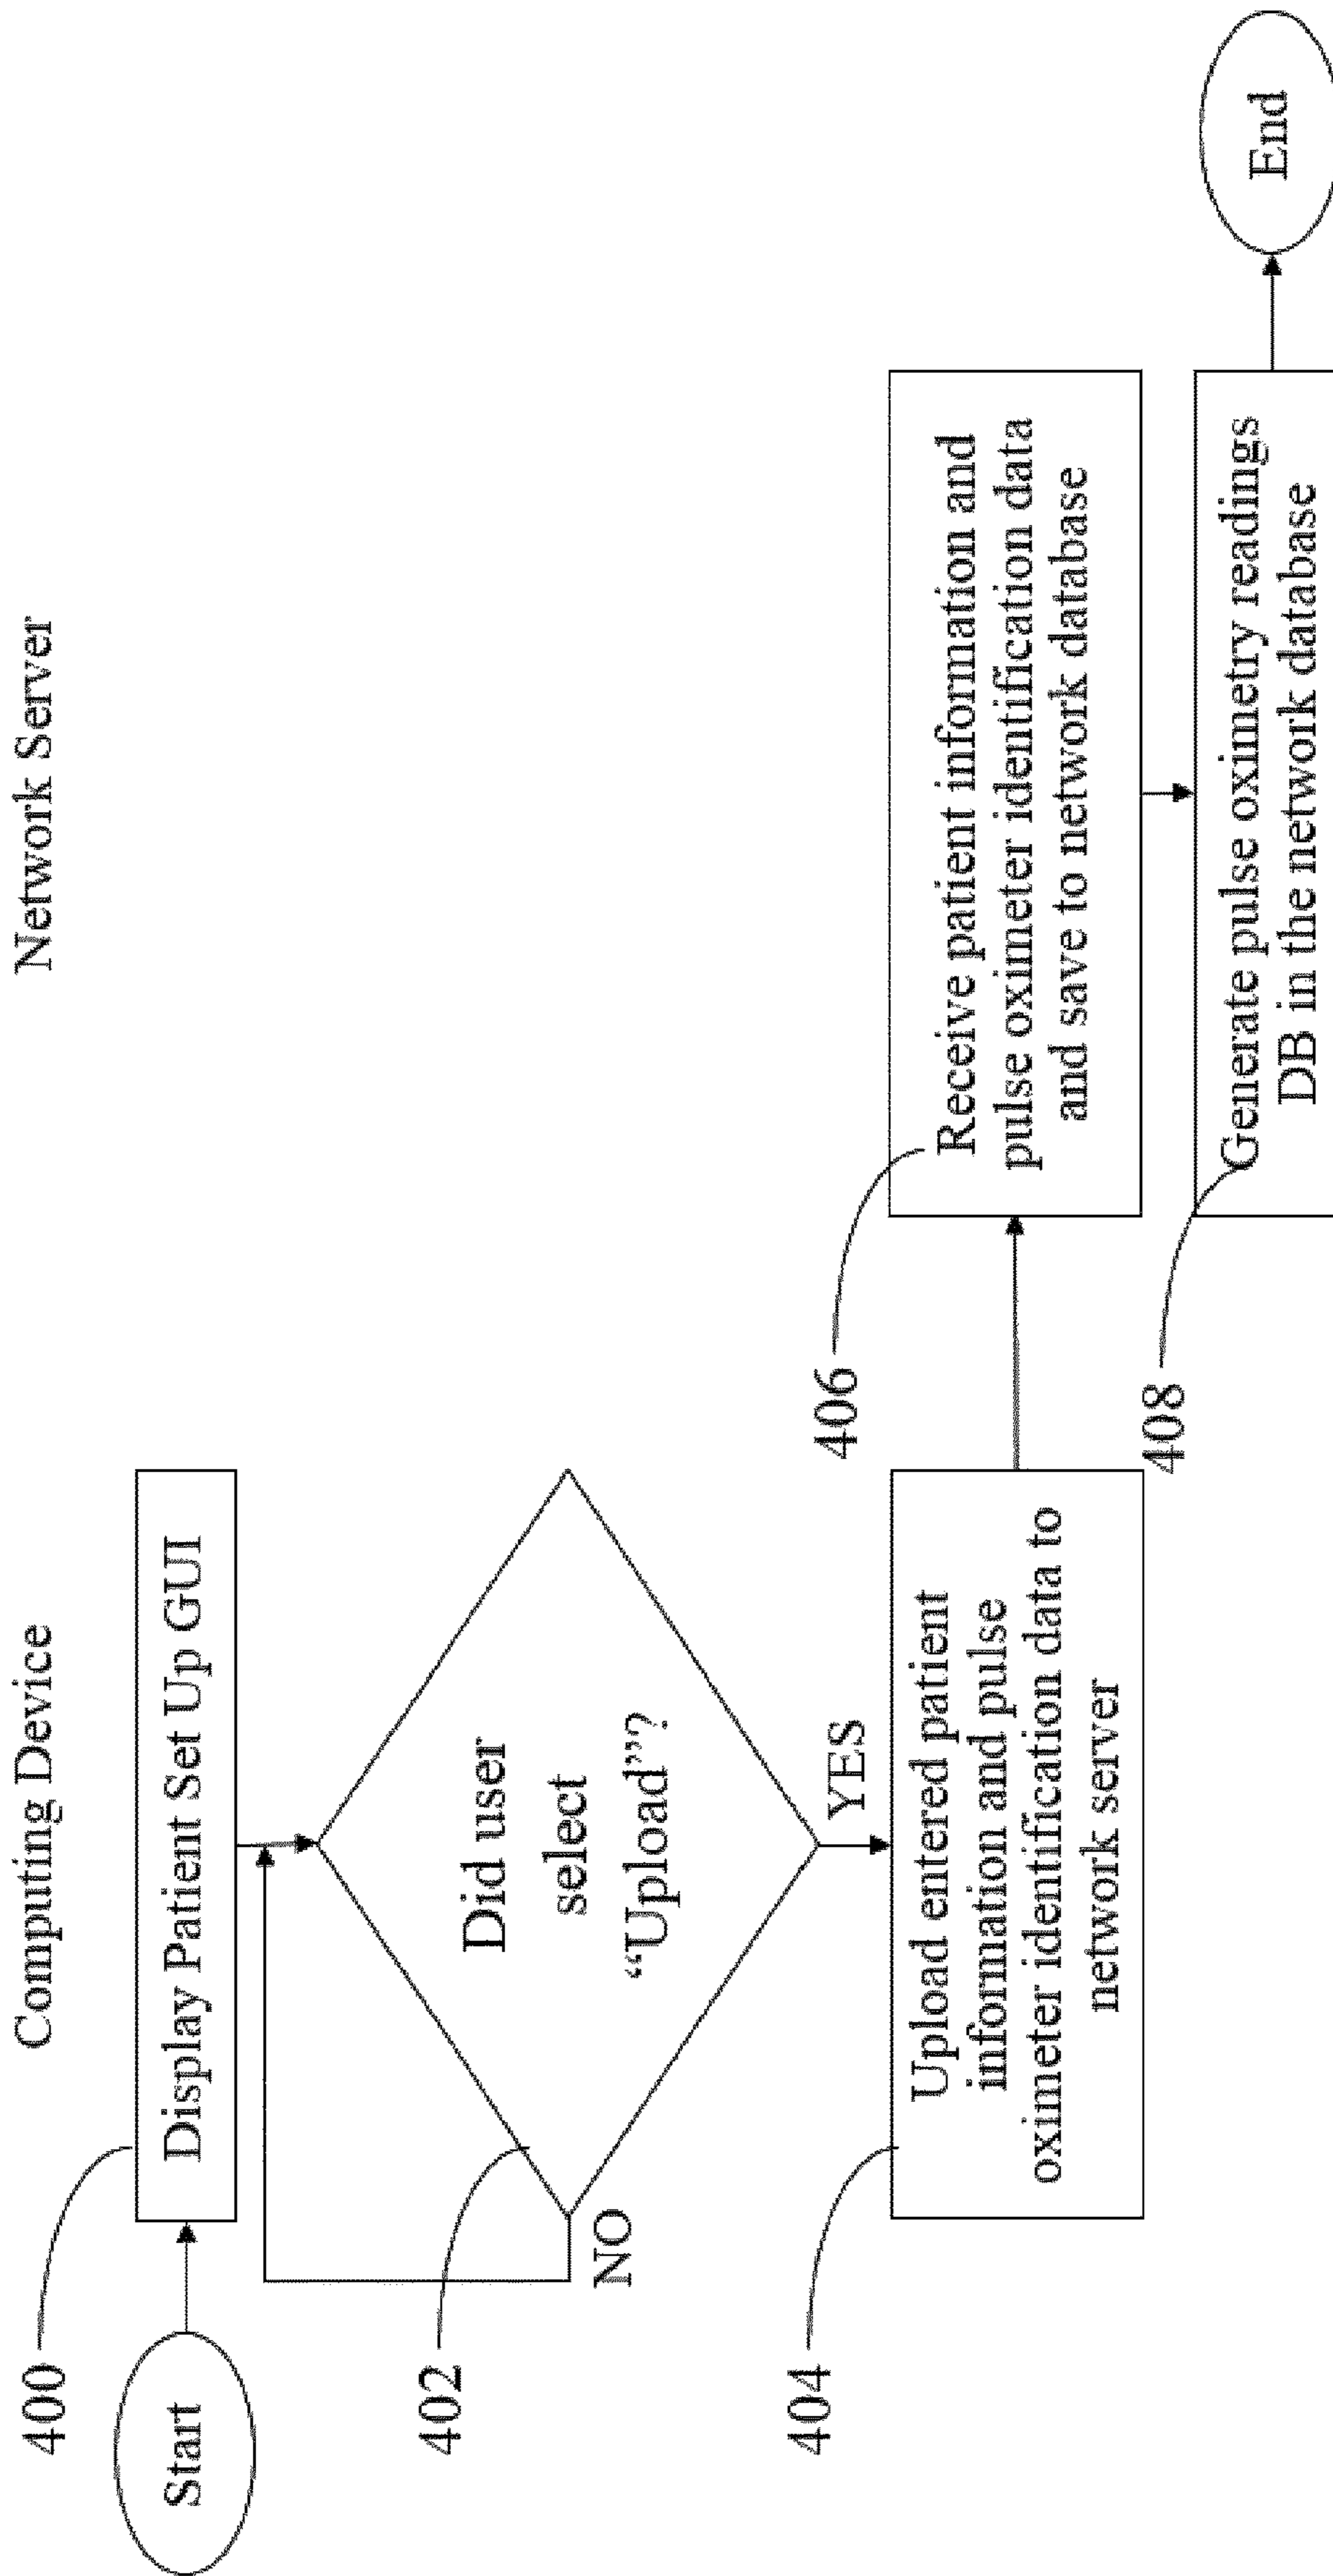 Computing Device
Network Server
400
Start
Display Patient Set Up GUI
402
Did user
select
“Upload”?
NO
YES
404
Upload entered patient
information and pulse
oximeter identification data to
network server
406
Receive patient information and
pulse oximeter identification data
and save to network database
408
Generate pulse oximetry readings
DB in the network database
End